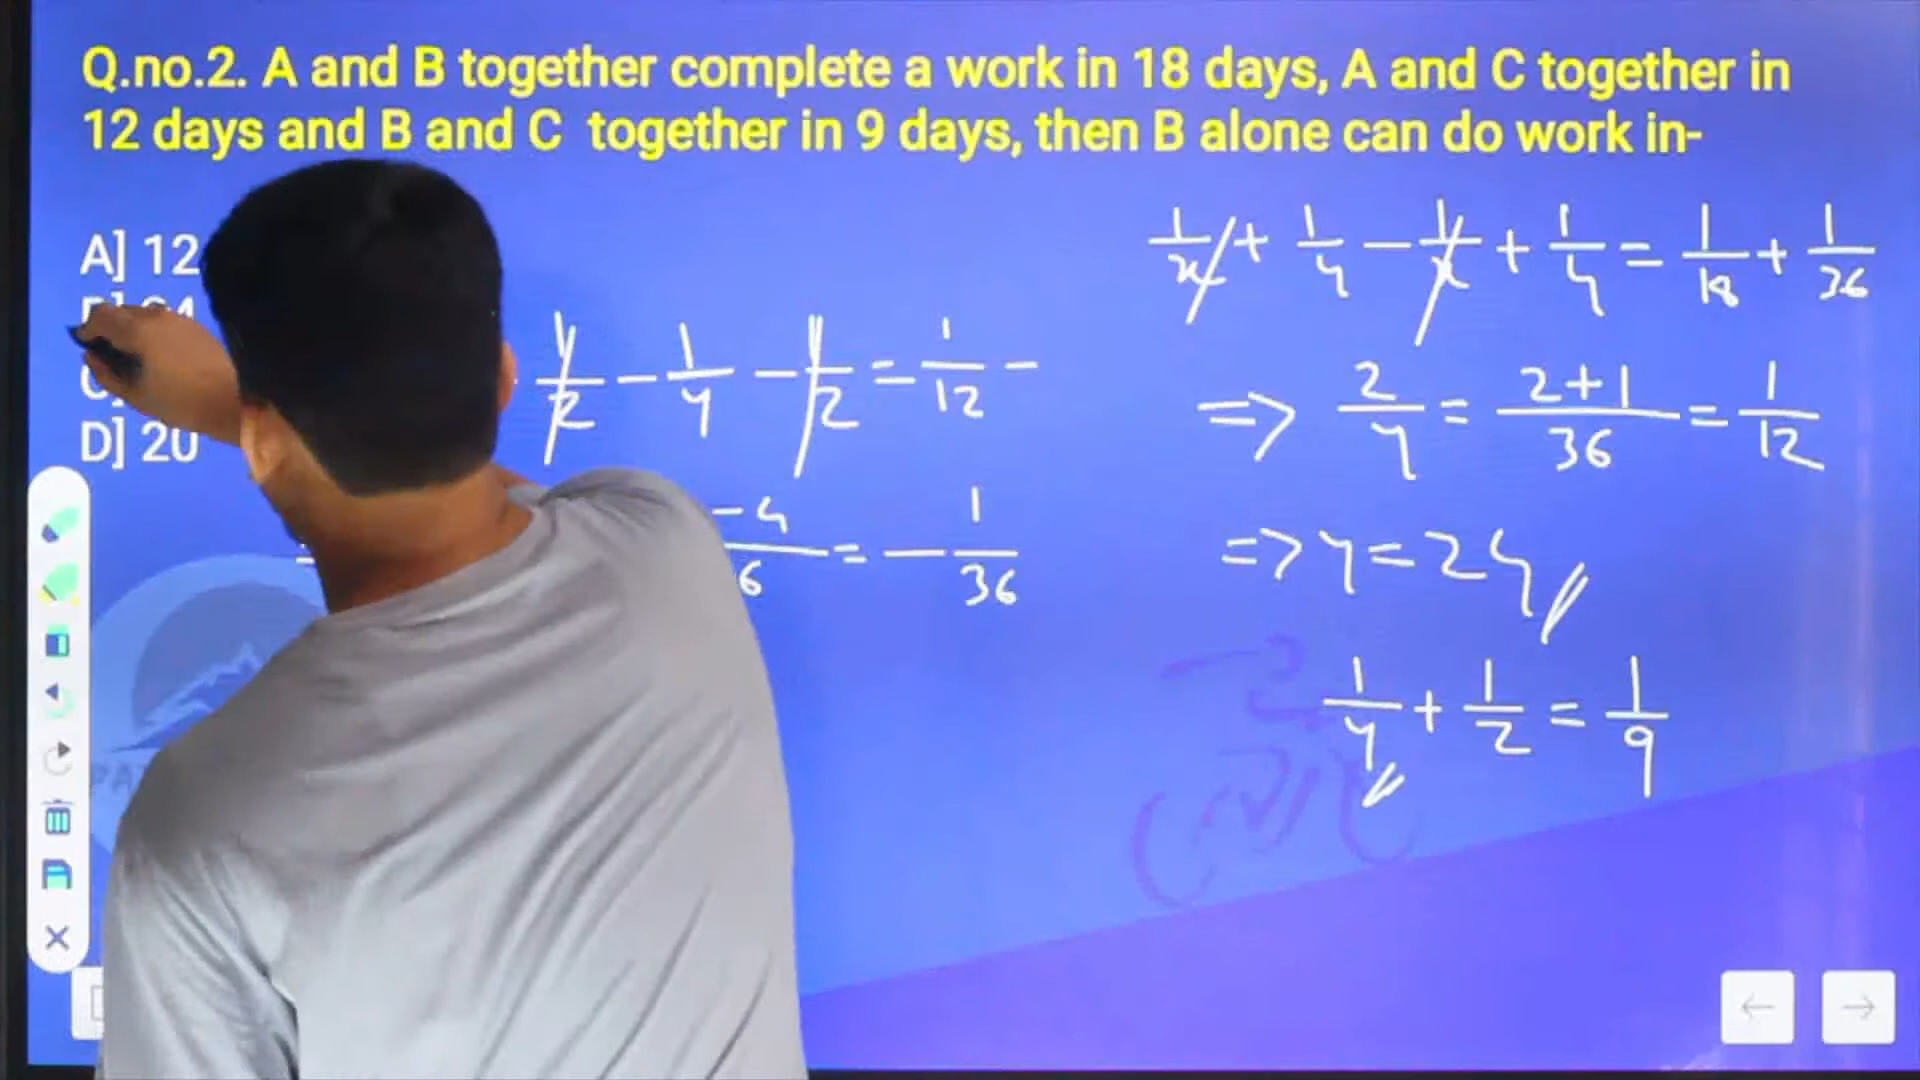 Q.no.2. A and B together complete a work in 18 days, A and C together in
12 days and B and C together in 9 days, then B alone can do work in-
A] 12
D] 20
1/x + 1/y - 1/x + 1/y = 1/18 + 1/36
1/z - 1/y - 1/z = 1/12 -
=> 2/y = 2+1/36 = 1/12
-4/6 = - 1/36
=> y = 24
1/y + 1/z = 1/9